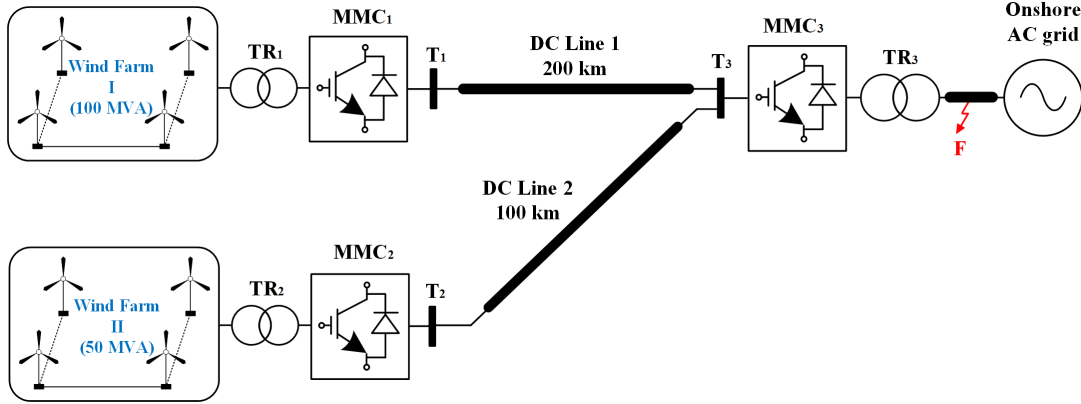 Onshore
AC grid
MMC₁
MMC₃
DC Line 1
200 km
TR₁
T₁
T₃
TR₃
Wind Farm
I
(100 MVA)
F
DC Line 2
100 km
MMC₂
TR₂
T₂
Wind Farm
II
(50 MVA)